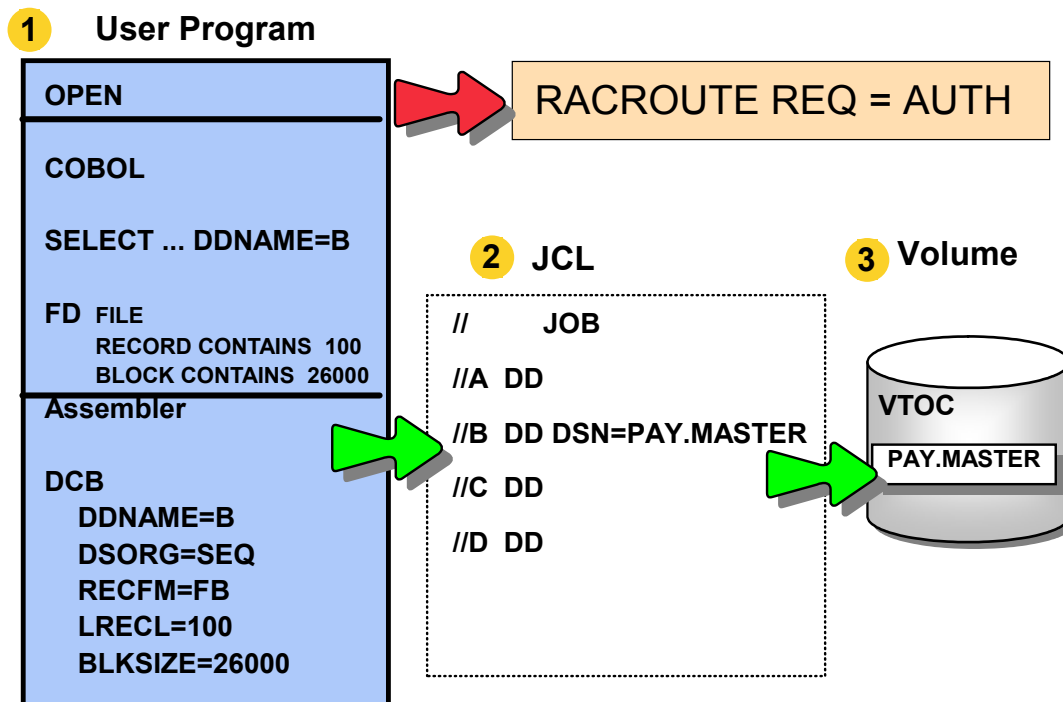 1 User Program
OPEN
RACROUTE REQ = AUTH
COBOL
SELECT ... DDNAME=B
FD FILE
RECORD CONTAINS 100
BLOCK CONTAINS 26000
Assembler
DCB
DDNAME=B
DSORG=SEQ
RECFM=FB
LRECL=100
BLKSIZE=26000
2 JCL
// JOB
//A DD
//B DD DSN=PAY.MASTER
//C DD
//D DD
3 Volume
VTOC
PAY.MASTER